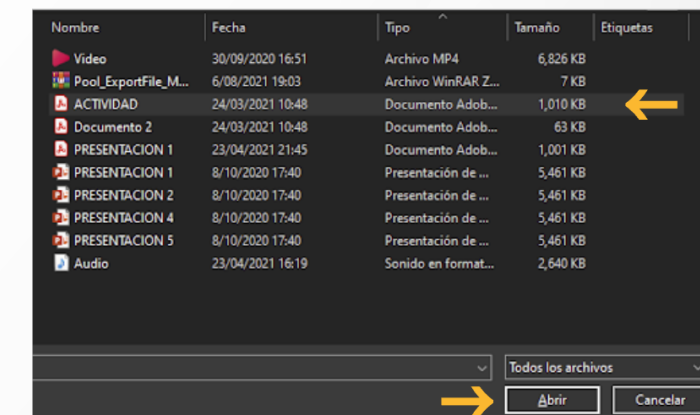 Nombre Fecha Tipo Tamaño Etiquetas
Video 30/09/2020 16:51 Archivo MP4 6,826 KB
Pool_ExportFile_M... 6/08/2021 19:03 Archivo WinRAR Z... 7 KB
ACTIVIDAD 24/03/2021 10:48 Documento Adob... 1,010 KB
Documento 2 24/03/2021 10:48 Documento Adob... 63 KB
PRESENTACION 1 23/04/2021 21:45 Documento Adob... 1,001 KB
PRESENTACION 1 8/10/2020 17:40 Presentación de ... 5,461 KB
PRESENTACION 2 8/10/2020 17:40 Presentación de ... 5,461 KB
PRESENTACION 4 8/10/2020 17:40 Presentación de ... 5,461 KB
PRESENTACION 5 8/10/2020 17:40 Presentación de ... 5,461 KB
Audio 23/04/2021 16:19 Sonido en format... 2,640 KB
Todos los archivos
Abrir Cancelar